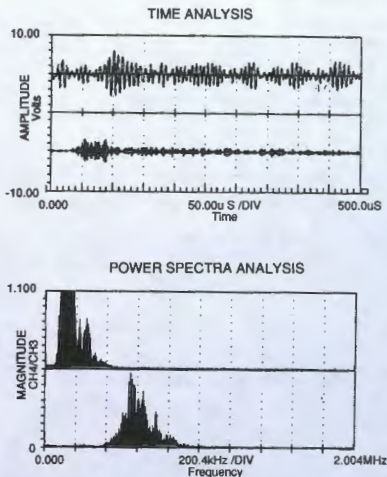 TIME ANALYSIS
10.00
AMPLITUDE
Volts
-10.00
0.000
50.00u S /DIV
500.0uS
Time
POWER SPECTRA ANALYSIS
1.100
MAGNITUDE
CH4/CH3
0
0.000
200.4kHz /DIV
2.004MHz
Frequency